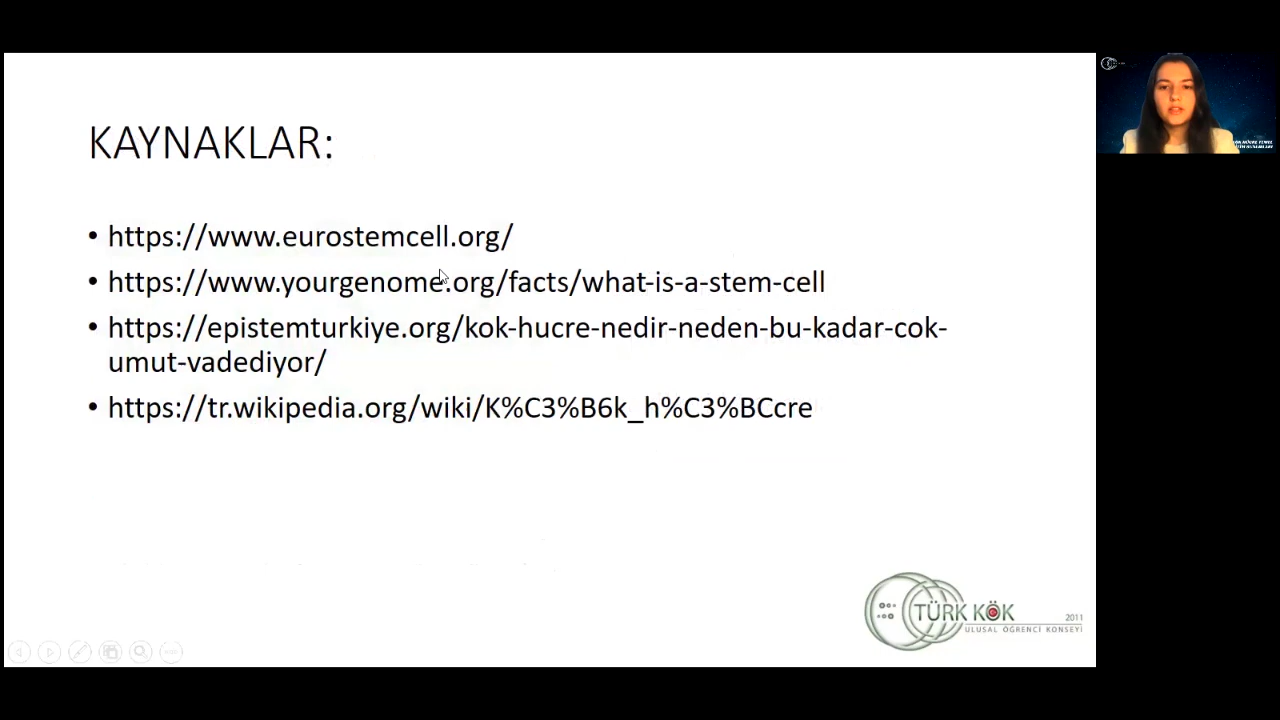 KAYNAKLAR:
• https://www.eurostemcell.org/
• https://www.yourgenome.org/facts/what-is-a-stem-cell
• https://epistemturkiye.org/kok-hucre-nedir-neden-bu-kadar-cok-
umut-vadediyor/
• https://tr.wikipedia.org/wiki/K%C3%B6k_h%C3%BCcre
TÜRK KÖK
2011
ULUSAL ÖĞRENCİ KONSEYİ